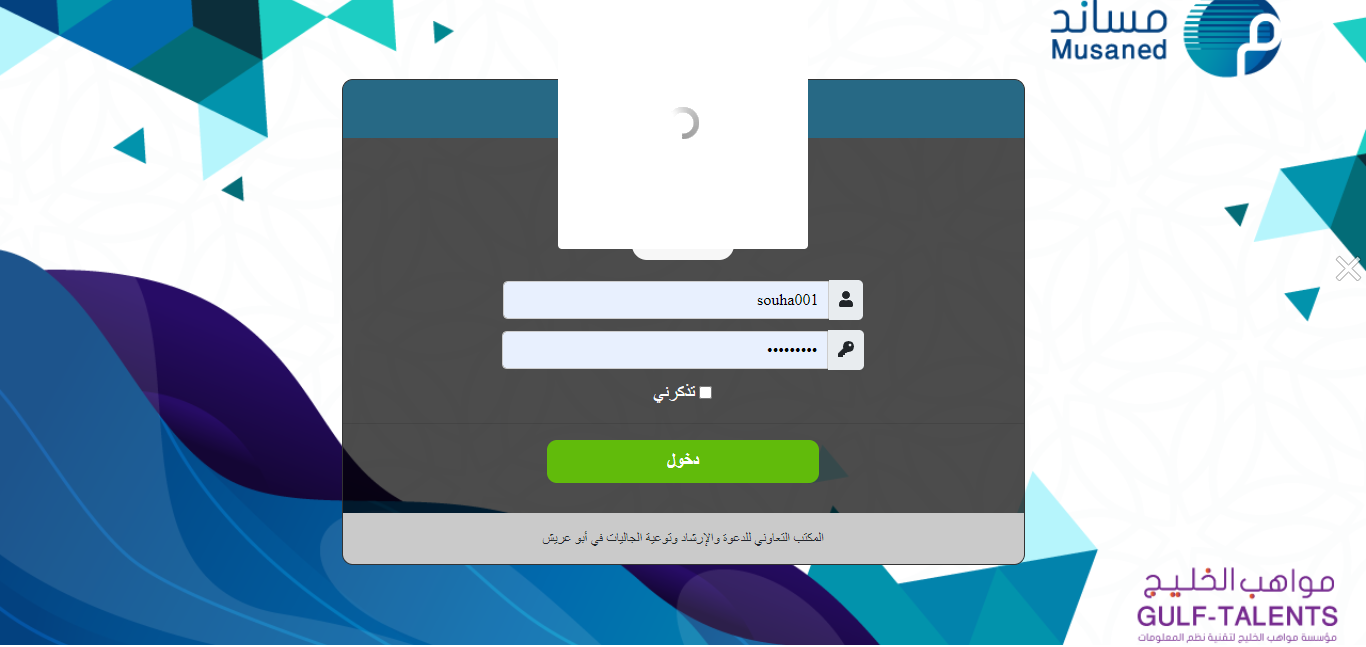 مساند
Musaned
souha001
•••••••••
تذكرني
دخول
المكتب التعاوني للدعوة والإرشاد وتوعية الجاليات في أبو عريش
مواهب الخليج
GULF-TALENTS
مؤسسة مواهب الخليج لتقنية نظم المعلومات